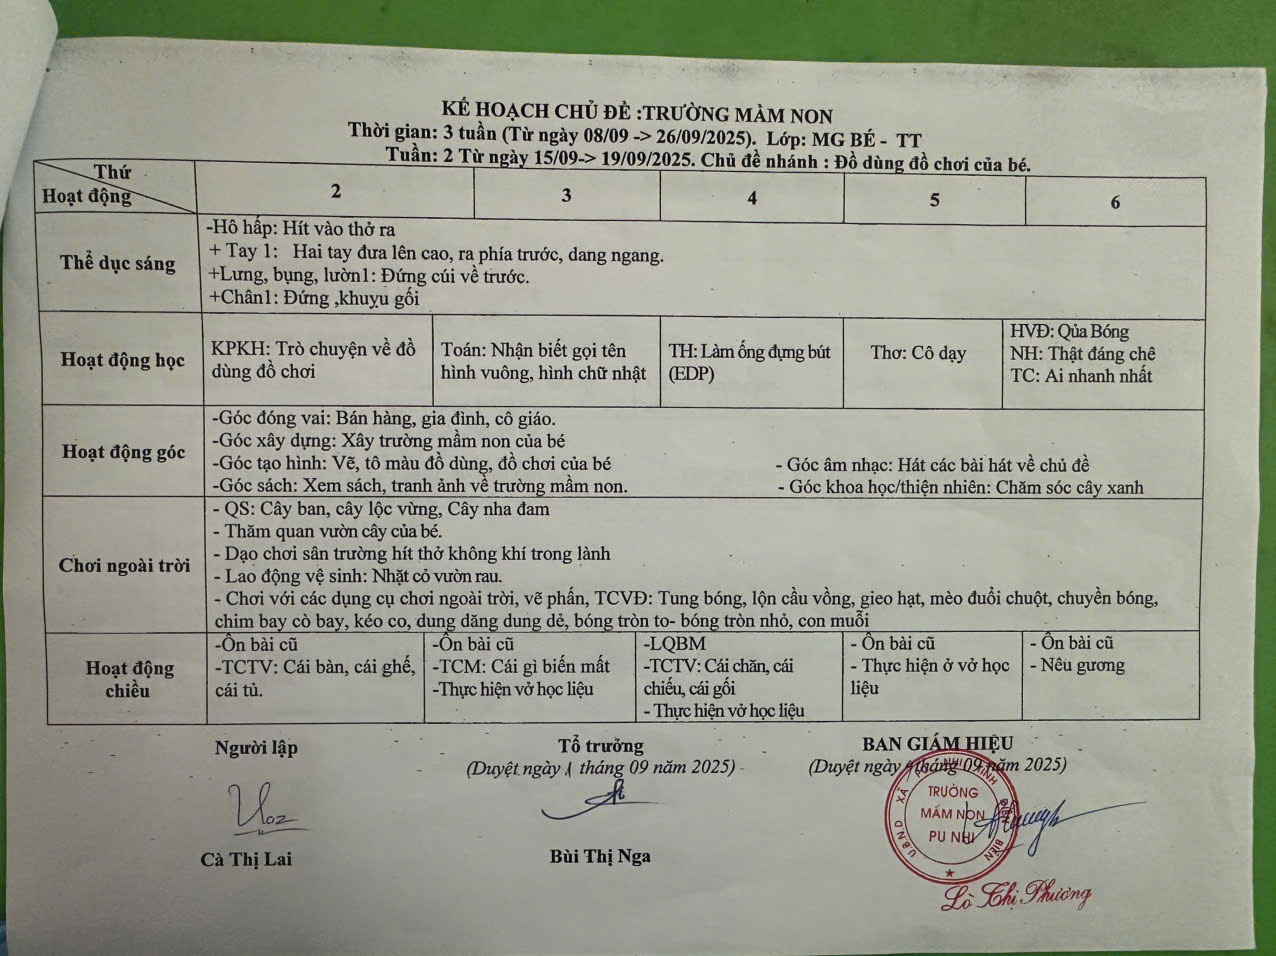 KẾ HOẠCH CHỦ ĐỀ :TRƯỜNG MẦM NON
Thời gian: 3 tuần (Từ ngày 08/09 -> 26/09/2025). Lớp: MG BÉ - TT
Tuần: 2 Từ ngày 15/09-> 19/09/2025. Chủ đề nhánh : Đồ dùng đồ chơi của bé.
Thứ
Hoạt động
2
3
4
5
6
Thể dục sáng
-Hô hấp: Hít vào thở ra
+ Tay 1: Hai tay đưa lên cao, ra phía trước, dang ngang.
+Lưng, bụng, lườn1: Đứng cúi về trước.
+Chân1: Đứng ,khuyu gối
Hoạt động học
KPKH: Trò chuyện về đồ
dùng đồ chơi
Toán: Nhận biết gọi tên
hình vuông, hình chữ nhật
TH: Làm ống đựng bút
(EDP)
Thơ: Cô dạy
HVĐ: Qủa Bóng
NH: Thật đáng chê
TC: Ai nhanh nhất
Hoạt động góc
-Góc đóng vai: Bán hàng, gia đình, cô giáo.
-Góc xây dựng: Xây trường mầm non của bé
-Góc tạo hình: Vẽ, tô màu đồ dùng, đồ chơi của bé
- Góc âm nhạc: Hát các bài hát về chủ đề
-Góc sách: Xem sách, tranh ảnh về trường mầm non.
- Góc khoa học/thiện nhiên: Chăm sóc cây xanh
Chơi ngoài trời
- QS: Cây ban, cây lộc vừng, Cây nha đam
- Thăm quan vườn cây của bé.
- Dạo chơi sân trường hít thở không khí trong lành
- Lao động vệ sinh: Nhặt cỏ vườn rau.
- Chơi với các dụng cụ chơi ngoài trời, vẽ phấn, TCVĐ: Tung bóng, lộn cầu vồng, gieo hạt, mèo đuổi chuột, chuyền bóng,
chim bay cò bay, kéo co, dung dăng dung dẻ, bóng tròn to- bóng tròn nhỏ, con muỗi
Hoạt động
chiều
-Ôn bài cũ
-TCTV: Cái bàn, cái ghế,
cái tủ.
-Ôn bài cũ
-TCM: Cái gì biến mất
-Thực hiện vở học liệu
-LQBM
-TCTV: Cái chăn, cái
chiếu, cái gối
- Thực hiện vở học liệu
- Ôn bài cũ
- Thực hiện ở vở học
liệu
- Ôn bài cũ
- Nêu gương
Người lập
Tổ trưởng
BAN GIÁM HIỆU
(Duyệt ngày tháng 09 năm 2025)
(Duyệt ngày tháng 09 năm 2025)
TRƯỜNG
MẦM NON
PU NHI
U.B.N.D XÃ PU NHI TỈNH ĐIỆN BIÊN
Cà Thị Lai
Bùi Thị Nga
Lò Thị Phương